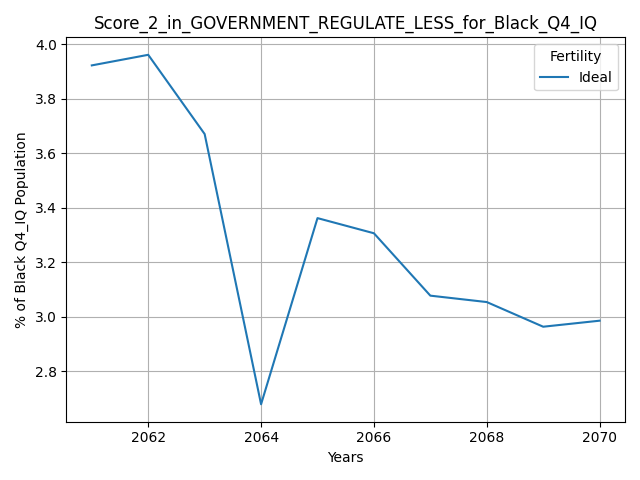 Score_2_in_GOVERNMENT_REGULATE_LESS_for_Black_Q4_IQ
Fertility
Ideal
% of Black Q4_IQ Population
4.0
3.8
3.6
3.4
3.2
3.0
2.8
2062 2064 2066 2068 2070
Years